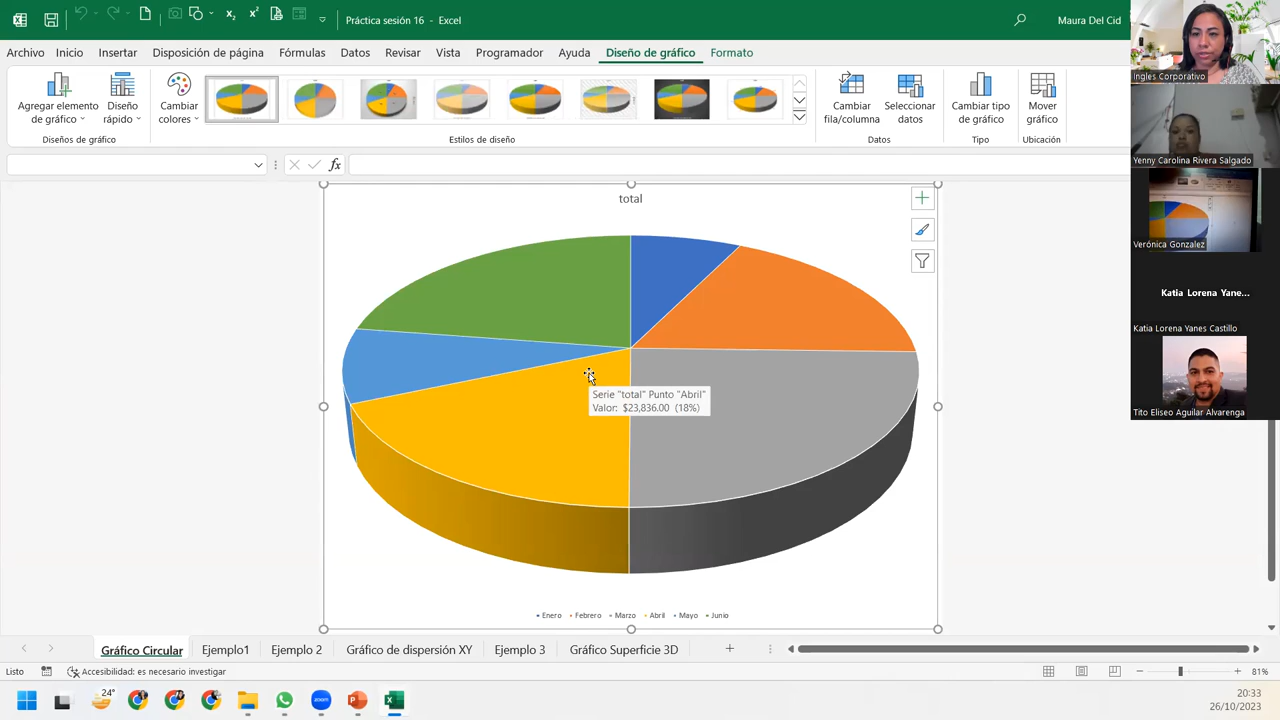 Práctica sesión 16 - Excel
Maura Del Cid
Archivo Inicio Insertar Disposición de página Fórmulas Datos Revisar Vista Programador Ayuda Diseño de gráfico Formato
Agregar elemento de gráfico
Diseño rápido
Cambiar colores
Cambiar fila/columna
Seleccionar datos
Cambiar tipo de gráfico
Mover gráfico
Diseños de gráfico
Estilos de diseño
Datos
Tipo
Ubicación
fx
total
Serie "total" Punto "Abril"
Valor: $23,836.00 (18%)
Enero Febrero Marzo Abril Mayo Junio
Ingles Corporativo
Yenny Carolina Rivera Salgado
Verónica Gonzalez
Katia Lorena Yane...
Katia Lorena Yanes Castillo
Tito Eliseo Aguilar Alvarenga
Gráfico Circular Ejemplo1 Ejemplo 2 Gráfico de dispersión XY Ejemplo 3 Gráfico Superficie 3D
Listo
Accesibilidad: es necesario investigar
81%
24°
20:33
26/10/2023